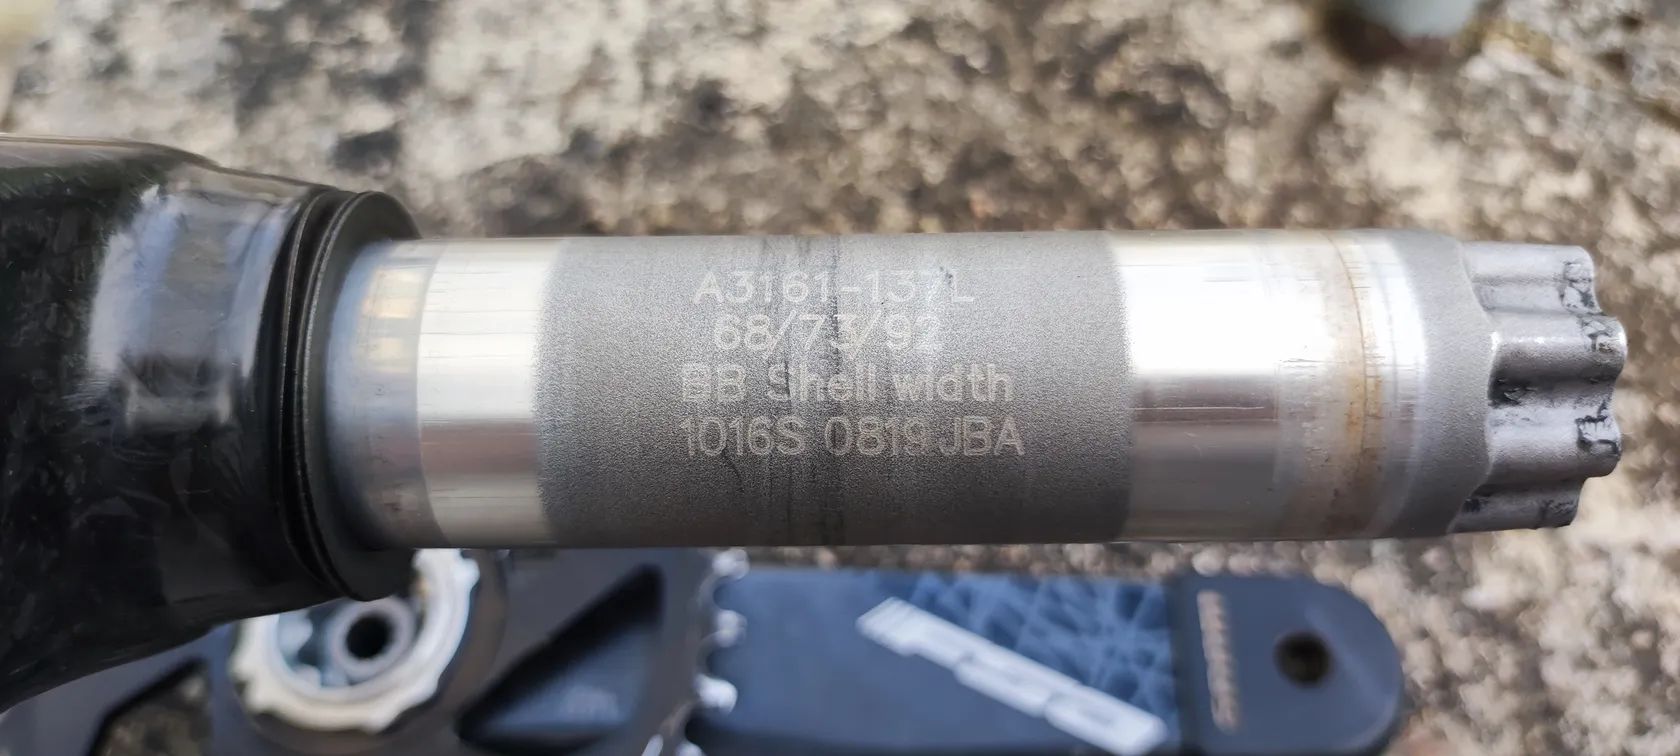 A3161-137L
68/73/92
BB Shell width
1016S 0819 JBA